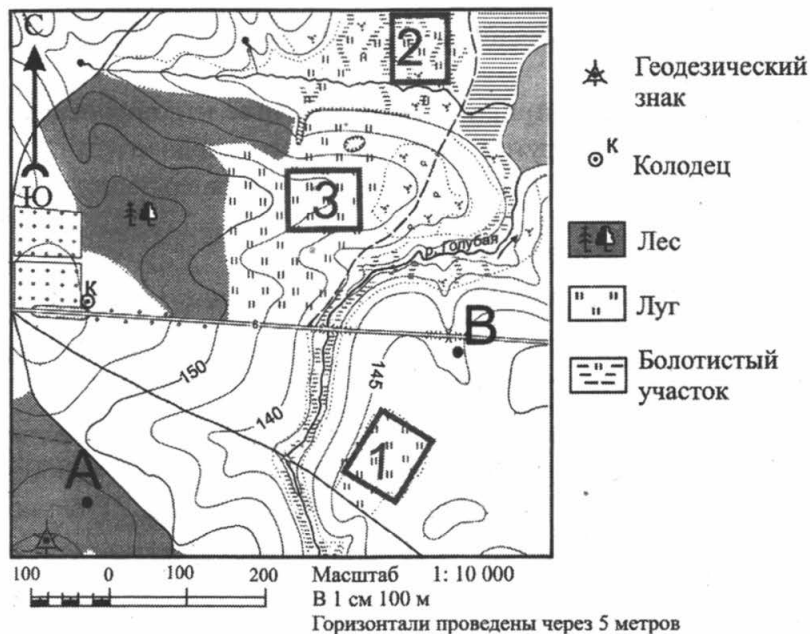 С
Ю
2
3
1
К
р. Голубая
6
150
140
145
А
В
Геодезический
знак
К
Колодец
Лес
Луг
Болотистый
участок
100 0 100 200
Масштаб 1: 10 000
В 1 см 100 м
Горизонтали проведены через 5 метров